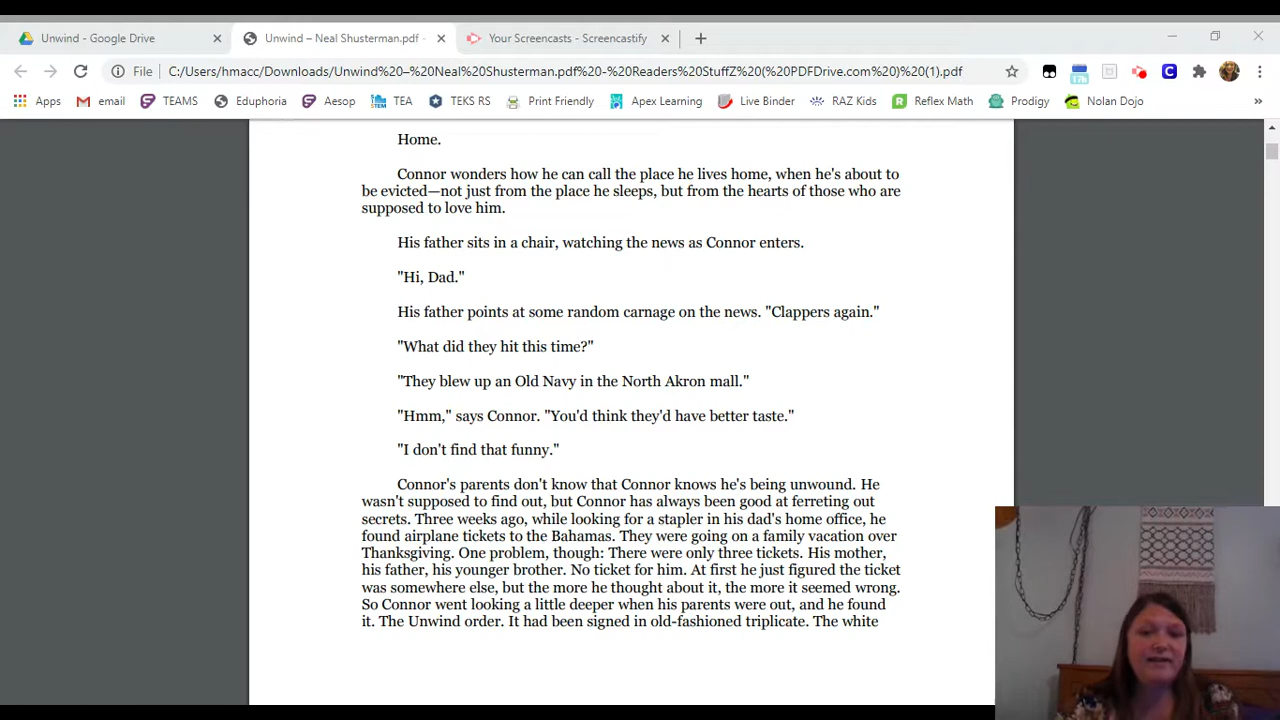 Unwind - Google Drive
Unwind – Neal Shusterman.pdf -
Your Screencasts - Screencastify
File
C:/Users/hmacc/Downloads/Unwind%20-%20Neal%20Shusterman.pdf%20-%20Readers%20Stuff7%20(%20PDFDrive.com%20)%20(1).pdf
Apps
email
TEAMS
Eduphoria
Aesop
TEA
TEKS RS
Print Friendly
Apex Learning
Live Binder
RAZ Kids
Reflex Math
Prodigy
Nolan Dojo
»
Home.
Connor wonders how he can call the place he lives home, when he's about to
be evicted—not just from the place he sleeps, but from the hearts of those who are
supposed to love him.
His father sits in a chair, watching the news as Connor enters.
"Hi, Dad."
His father points at some random carnage on the news. "Clappers again."
"What did they hit this time?"
"They blew up an Old Navy in the North Akron mall."
"Hmm," says Connor. "You'd think they'd have better taste."
"I don't find that funny."
Connor's parents don't know that Connor knows he's being unwound. He
wasn't supposed to find out, but Connor has always been good at ferreting out
secrets. Three weeks ago, while looking for a stapler in his dad's home office, he
found airplane tickets to the Bahamas. They were going on a family vacation over
Thanksgiving. One problem, though: There were only three tickets. His mother,
his father, his younger brother. No ticket for him. At first he just figured the ticket
was somewhere else, but the more he thought about it, the more it seemed wrong.
So Connor went looking a little deeper when his parents were out, and he found
it. The Unwind order. It had been signed in old-fashioned triplicate. The white